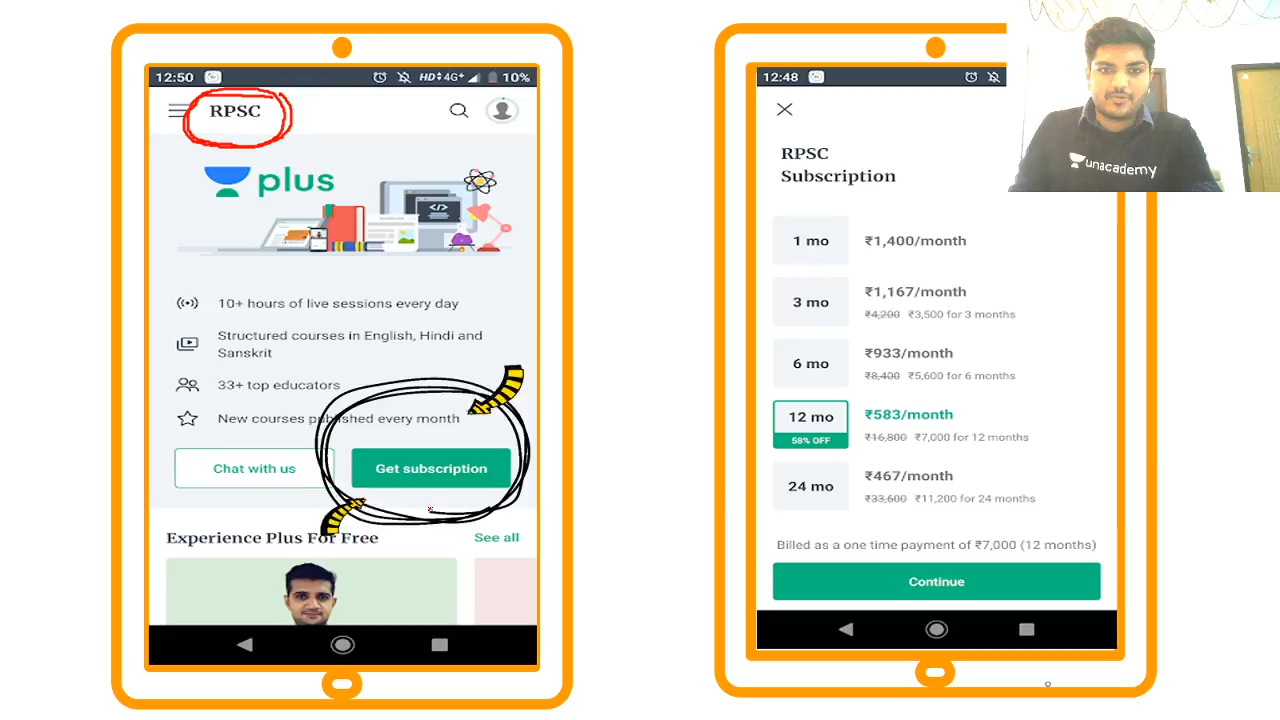 12:50
HD 4G+ 10%
RPSC
plus
10+ hours of live sessions every day
Structured courses in English, Hindi and
Sanskrit
33+ top educators
New courses published every month
Chat with us
Get subscription
Experience Plus For Free
See all
12:48
RPSC
Subscription
1 mo
₹1,400/month
3 mo
₹1,167/month
₹4,200 ₹3,500 for 3 months
6 mo
₹933/month
₹8,400 ₹5,600 for 6 months
12 mo
58% OFF
₹583/month
₹16,800 ₹7,000 for 12 months
24 mo
₹467/month
₹33,600 ₹11,200 for 24 months
Billed as a one time payment of ₹7,000 (12 months)
Continue
unacademy